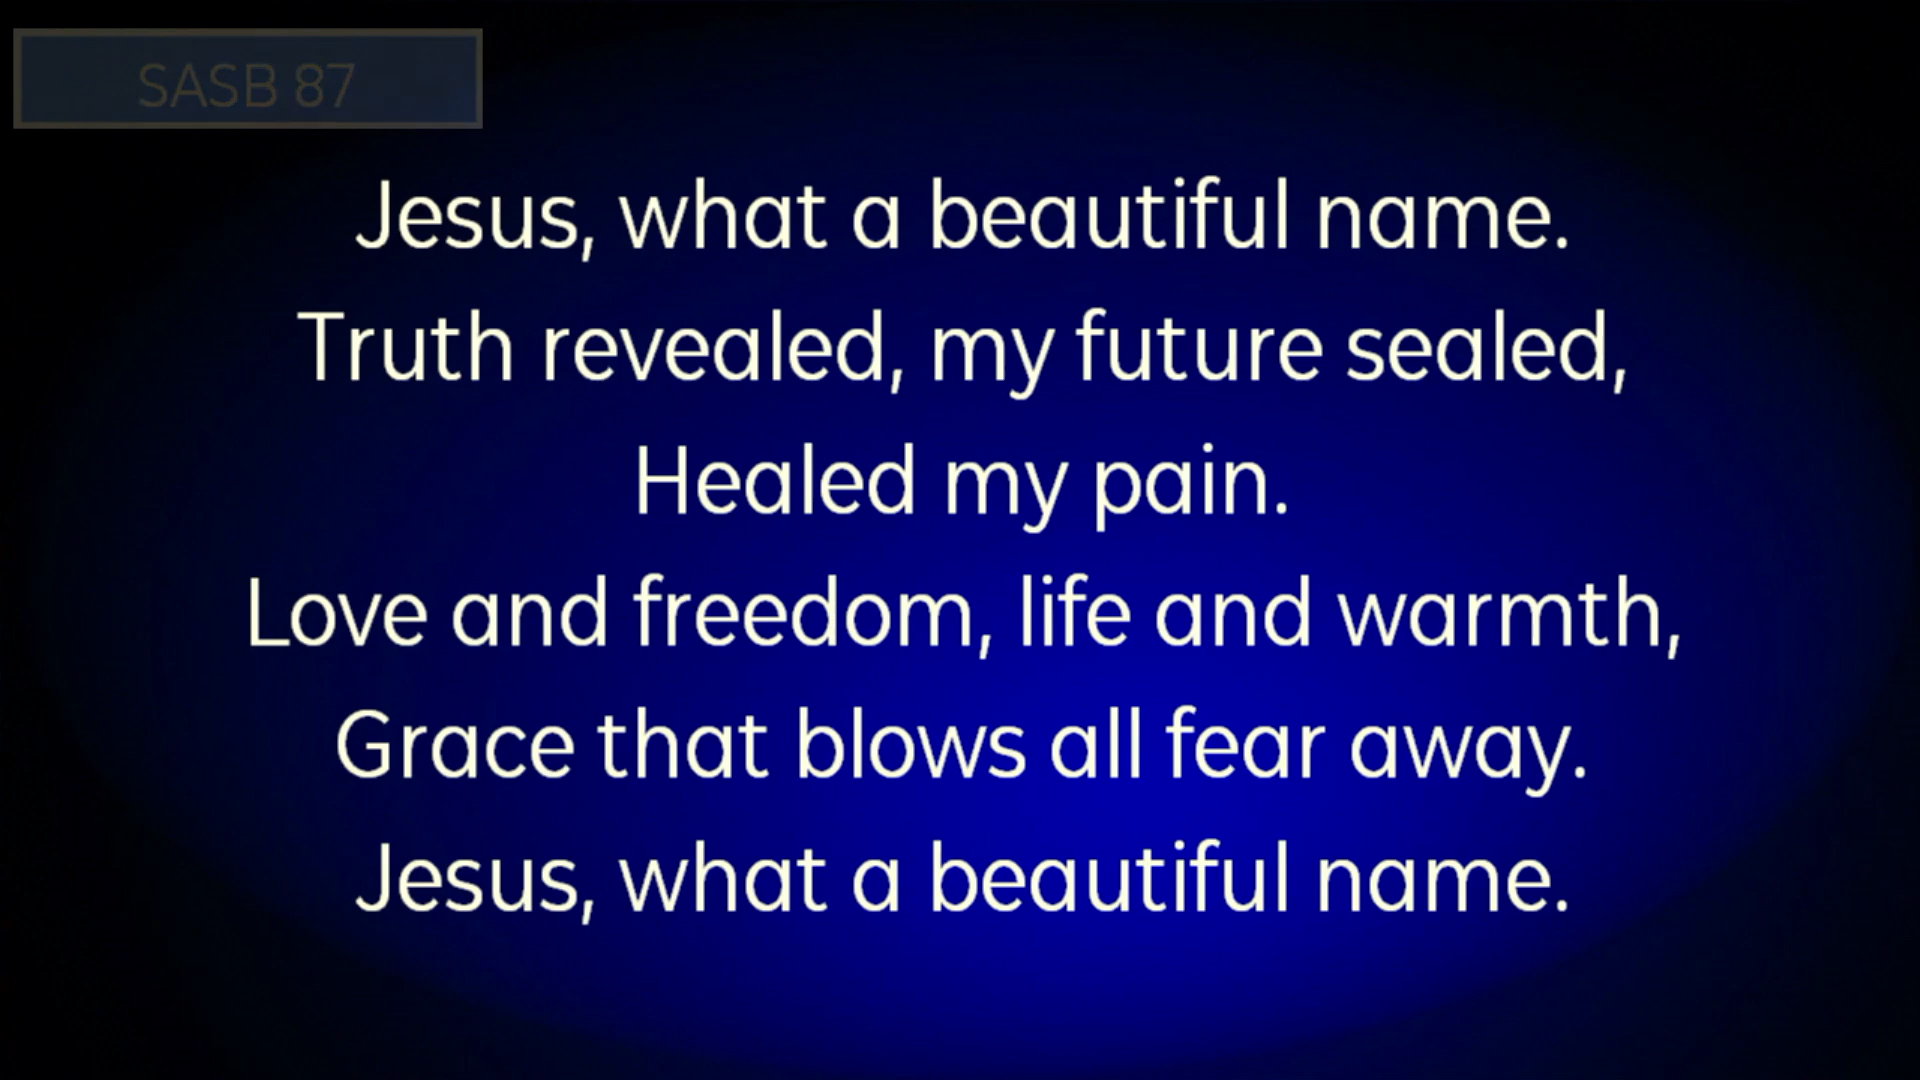 SASB 87
Jesus, what a beautiful name.
Truth revealed, my future sealed,
Healed my pain.
Love and freedom, life and warmth,
Grace that blows all fear away.
Jesus, what a beautiful name.